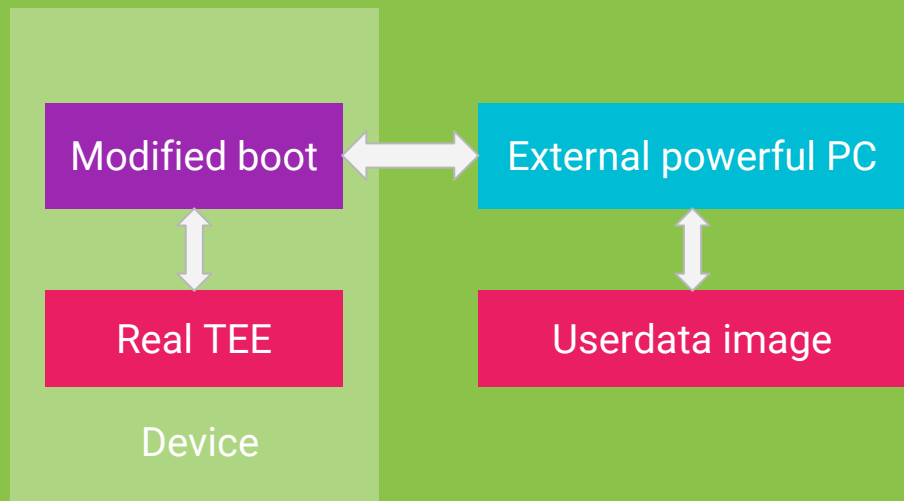 Modified boot
External powerful PC
Real TEE
Userdata image
Device